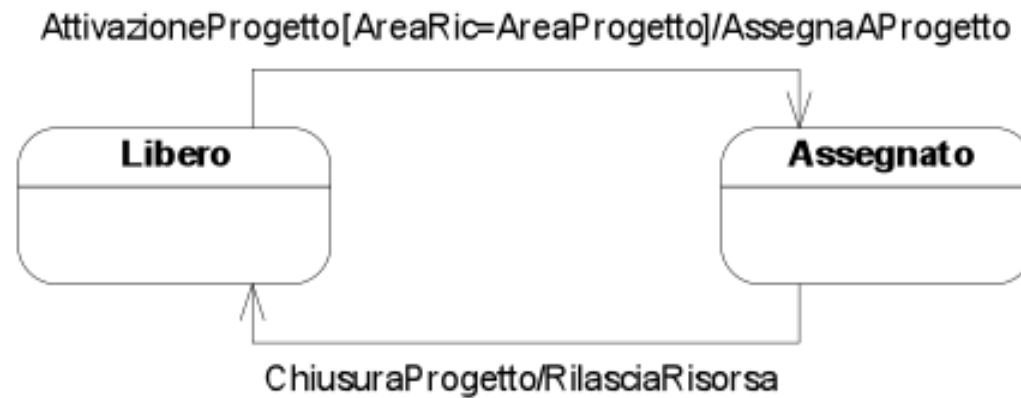 AttivazioneProgetto[AreaRic=AreaProgetto]/AssegnaAProgetto
Libero
Assegnato
ChiusuraProgetto/RilasciaRisorsa